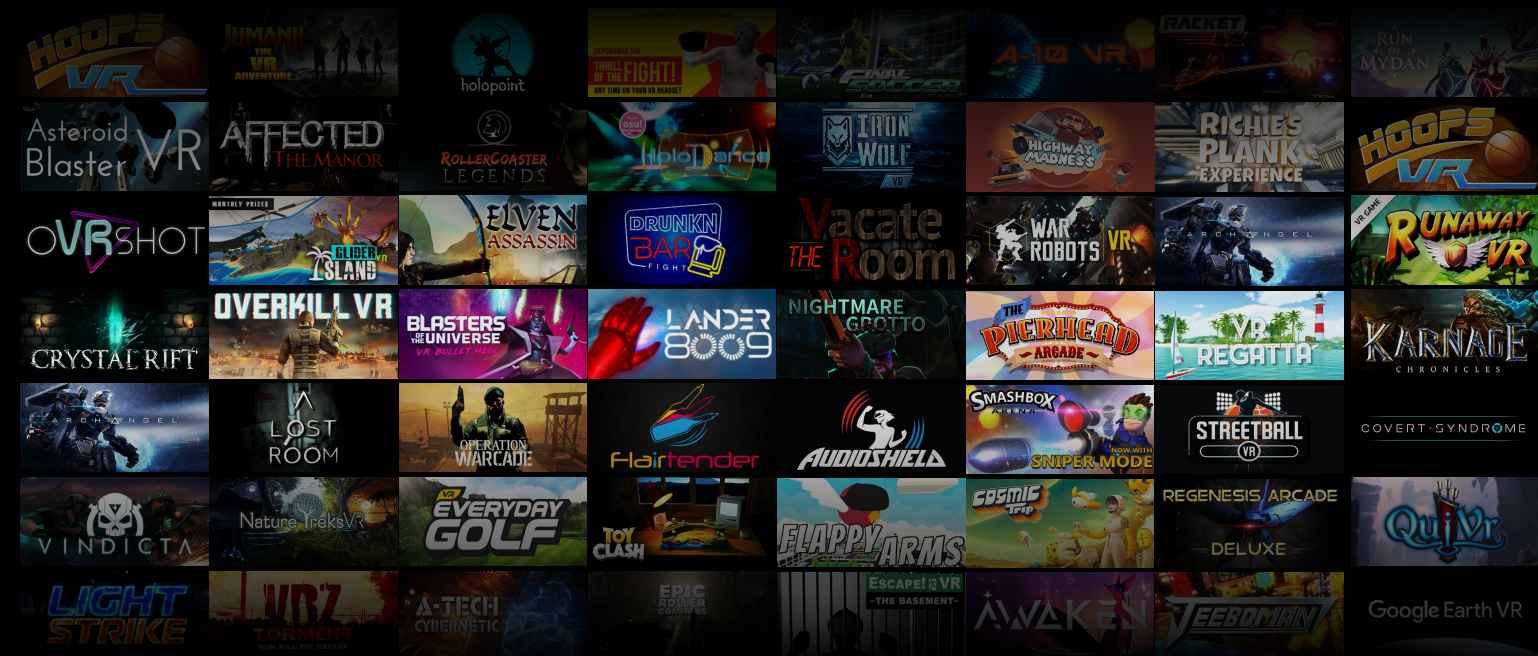 HOOPS
VR
JUMANJI
THE
VR
ADVENTURE
holopoint
EXPERIENCE THE
THRILL
OF THE FIGHT!
ANY TIME ON YOUR VR HEADSET
FINAL
SOCCER
A-10 VR
RACKET
RUN
OF
MYDAN
Asteroid
Blaster VR
AFFECTED
THE MANOR
ROLLERCOASTER
LEGENDS
osu!
HoloDance
IRON
WOLF
VR
HIGHWAY
MADNESS
RICHIE'S
PLANK
EXPERIENCE
HOOPS
VR
OVRSHOT
MONTHLY PRIZES
GLIDER
ISLAND
VR
ELVEN
ASSASSIN
DRUNKN
BAR
FIGHT
Vacate
THE Room
WAR
ROBOTS VR
ARCHANGEL
VR GAME
RUNAWAY
VR
CRYSTAL RIFT
OVERKILL VR
BLASTERS
OF THE
UNIVERSE
VR BULLET HELL
LANDER
8009
NIGHTMARE
GROTTO
THE
PIERHEAD
ARCADE
VR
REGATTA
KARNAGE
CHRONICLES
ARCHANGEL
A
LOST
ROOM
OPERATION
WARCADE
Flairtender
AUDIOSHIELD
SMASHBOX
ARENA
NOW WITH
SNIPER MODE
STREETBALL
VR
COVERT·SYNDROME
VINDICTA
Nature Treks VR
VR
EVERYDAY
GOLF
TOY
CLASH
FLAPPY
ARMS
COSMIC
Trip
REGENESIS ARCADE
DELUXE
QuiVr
LIGHT
STRIKE
VRZ
TORMENT
RUN. KILL. DIE. REPEAT.
A-TECH
CYBERNETIC
EPIC
ROLLER
COASTERS
Escape! VR
-THE BASEMENT-
AWAKEN
JEEBOMAN
Google Earth VR